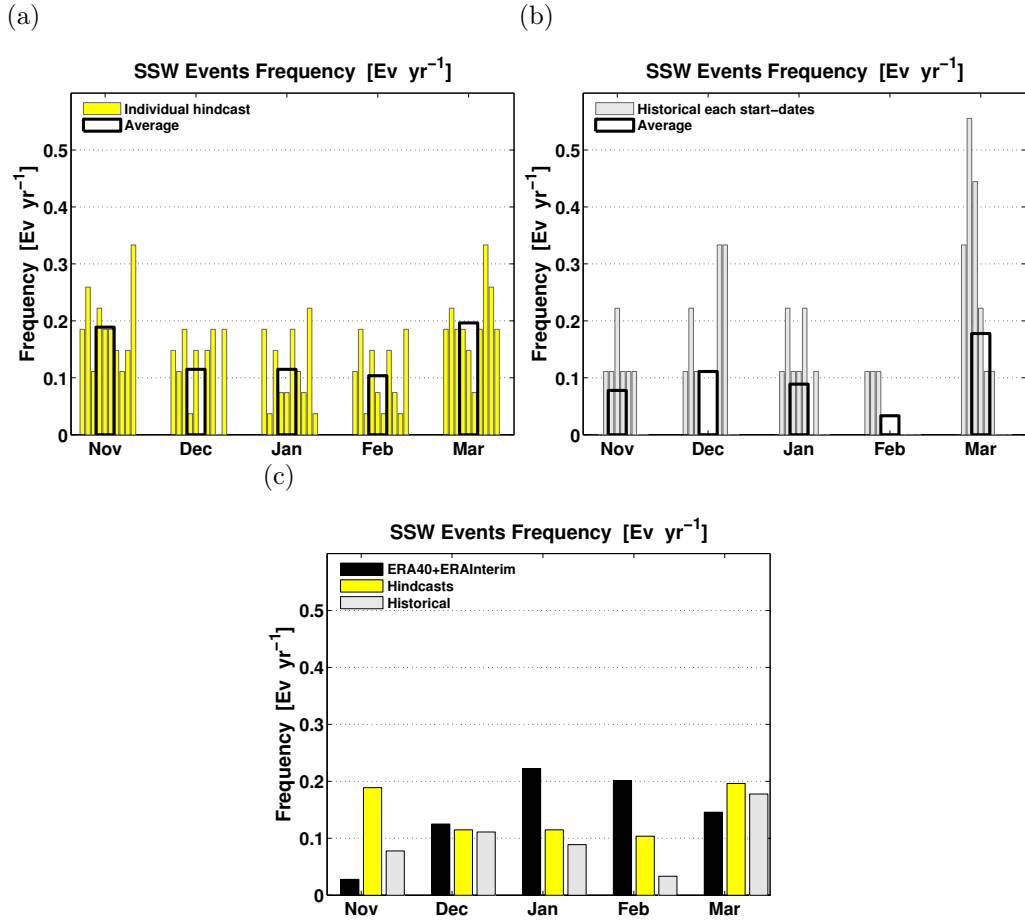 (a)
SSW Events Frequency [Ev yr⁻¹]
Individual hindcast
Average
Frequency [Ev yr⁻¹]
0.5
0.4
0.3
0.2
0.1
0
Nov Dec Jan Feb Mar
(b)
SSW Events Frequency [Ev yr⁻¹]
Historical each start−dates
Average
Frequency [Ev yr⁻¹]
0.5
0.4
0.3
0.2
0.1
0
Nov Dec Jan Feb Mar
(c)
SSW Events Frequency [Ev yr⁻¹]
ERA40+ERAInterim
Hindcasts
Historical
Frequency [Ev yr⁻¹]
0.5
0.4
0.3
0.2
0.1
0
Nov Dec Jan Feb Mar